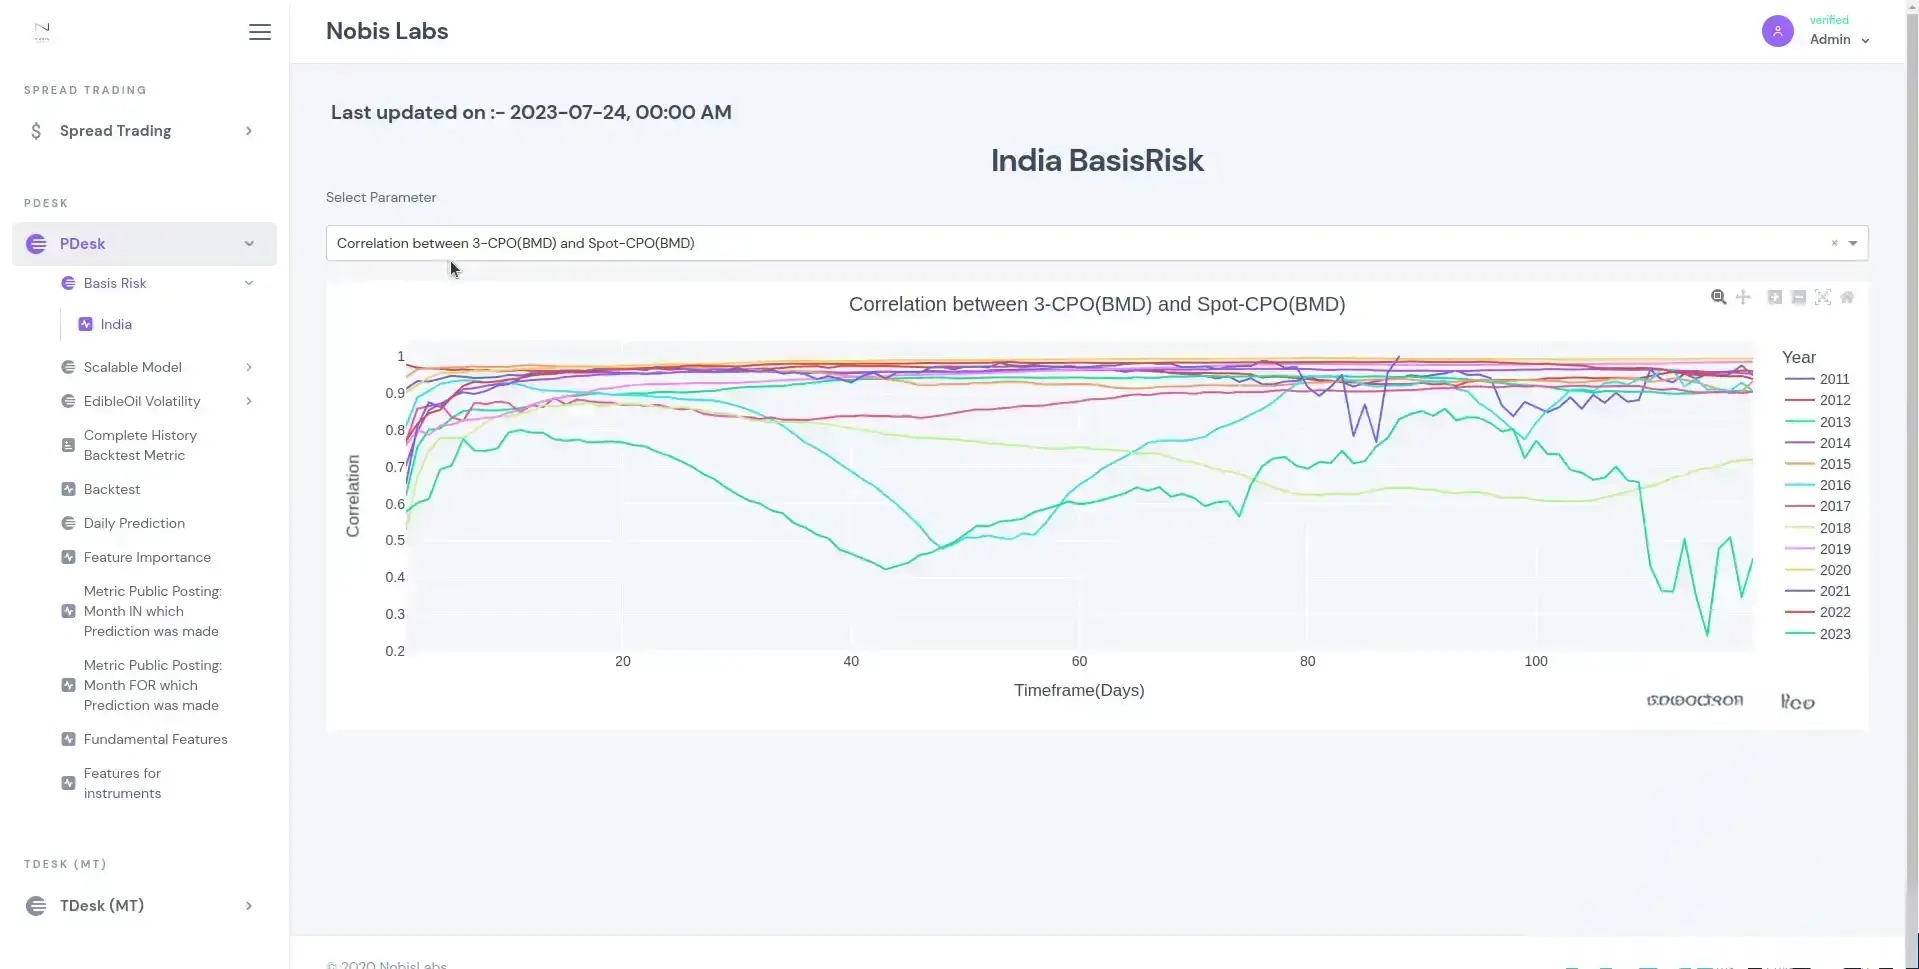 Nobis Labs
verified
Admin
SPREAD TRADING
Spread Trading
PDESK
PDesk
Basis Risk
India
Scalable Model
EdibleOil Volatility
Complete History
Backtest Metric
Backtest
Daily Prediction
Feature Importance
Metric Public Posting:
Month IN which
Prediction was made
Metric Public Posting:
Month FOR which
Prediction was made
Fundamental Features
Features for
instruments
TDESK (MT)
TDesk (MT)
Last updated on :- 2023-07-24, 00:00 AM
India BasisRisk
Select Parameter
Correlation between 3-CPO(BMD) and Spot-CPO(BMD)
Correlation between 3-CPO(BMD) and Spot-CPO(BMD)
1
0.9
0.8
0.7
0.6
0.5
0.4
0.3
0.2
Correlation
20
40
60
80
100
Timeframe(Days)
Year
2011
2012
2013
2014
2015
2016
2017
2018
2019
2020
2021
2022
2023
© 2020 NobisLabs